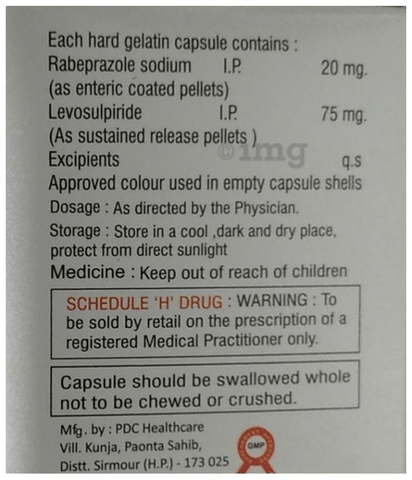 Each hard gelatin capsule contains :
Rabeprazole sodium I.P. 20 mg.
(as enteric coated pellets)
Levosulpiride I.P. 75 mg.
(As sustained release pellets )
©1mg
Excipients q.s
Approved colour used in empty capsule shells
Dosage : As directed by the Physician.
Storage : Store in a cool ,dark and dry place,
protect from direct sunlight
Medicine : Keep out of reach of children
SCHEDULE 'H' DRUG : WARNING : To
be sold by retail on the prescription of a
registered Medical Practitioner only.
Capsule should be swallowed whole
not to be chewed or crushed.
Mfg. by : PDC Healthcare
Vill. Kunja, Paonta Sahib,
Distt. Sirmour (H.P.) - 173 025
GMP